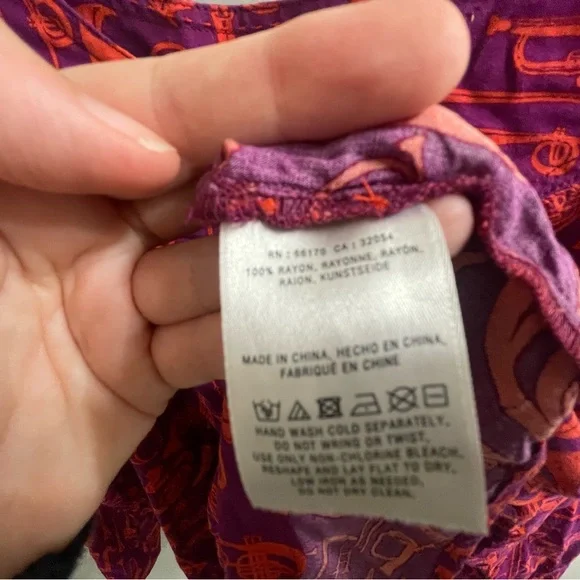 RN : 66170 CA : 32054
100% RAYON, RAYONNE, RAYÓN,
RAION, KUNSTSEIDE
MADE IN CHINA, HECHO EN CHINA,
FABRIQUÉ EN CHINE
HAND WASH COLD SEPARATELY,
DO NOT WRING OR TWIST,
USE ONLY NON-CHLORINE BLEACH,
RESHAPE AND LAY FLAT TO DRY,
LOW IRON AS NEEDED,
DO NOT DRY CLEAN.